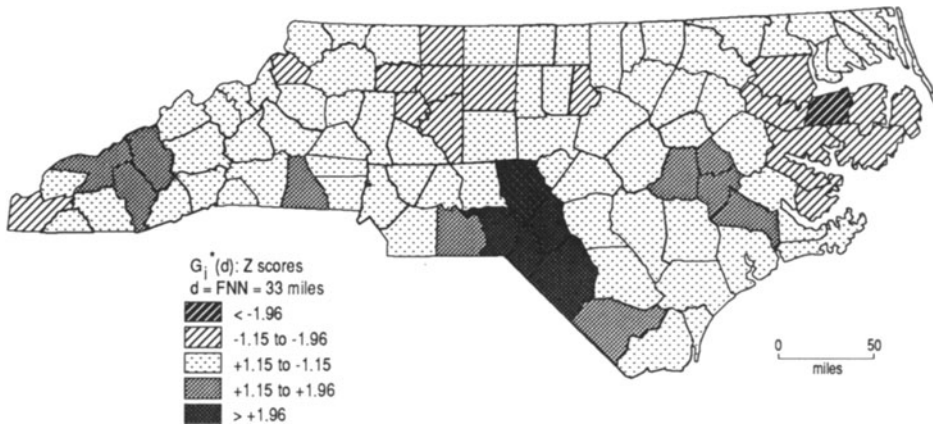 G_i^*(d): Z scores
d = FNN = 33 miles
< -1.96
-1.15 to -1.96
+1.15 to -1.15
+1.15 to +1.96
> +1.96
0 50
miles